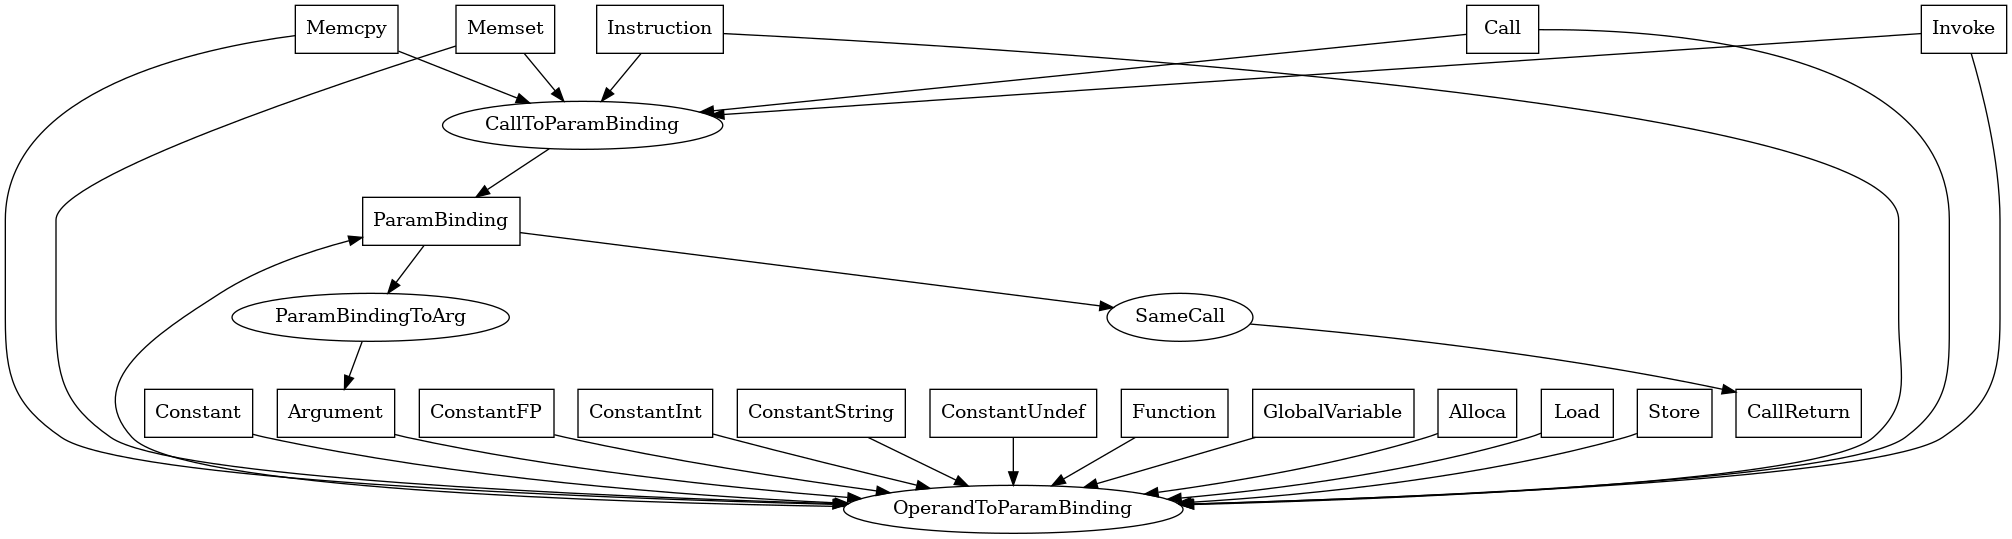 Memcpy
Memset
Instruction
Call
Invoke
CallToParamBinding
ParamBinding
ParamBindingToArg
SameCall
Constant
Argument
ConstantFP
ConstantInt
ConstantString
ConstantUndef
Function
GlobalVariable
Alloca
Load
Store
CallReturn
OperandToParamBinding